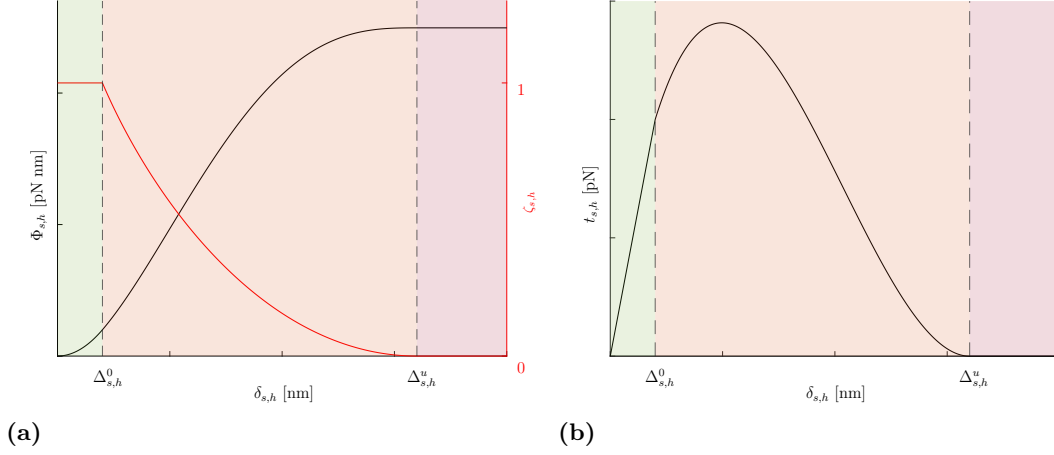 Φ_{s,h} [pN nm]
1
ζ_{s,h}
0
Δ^0_{s,h}
Δ^u_{s,h}
δ_{s,h} [nm]
(a)
t_{s,h} [pN]
Δ^0_{s,h}
Δ^u_{s,h}
δ_{s,h} [nm]
(b)